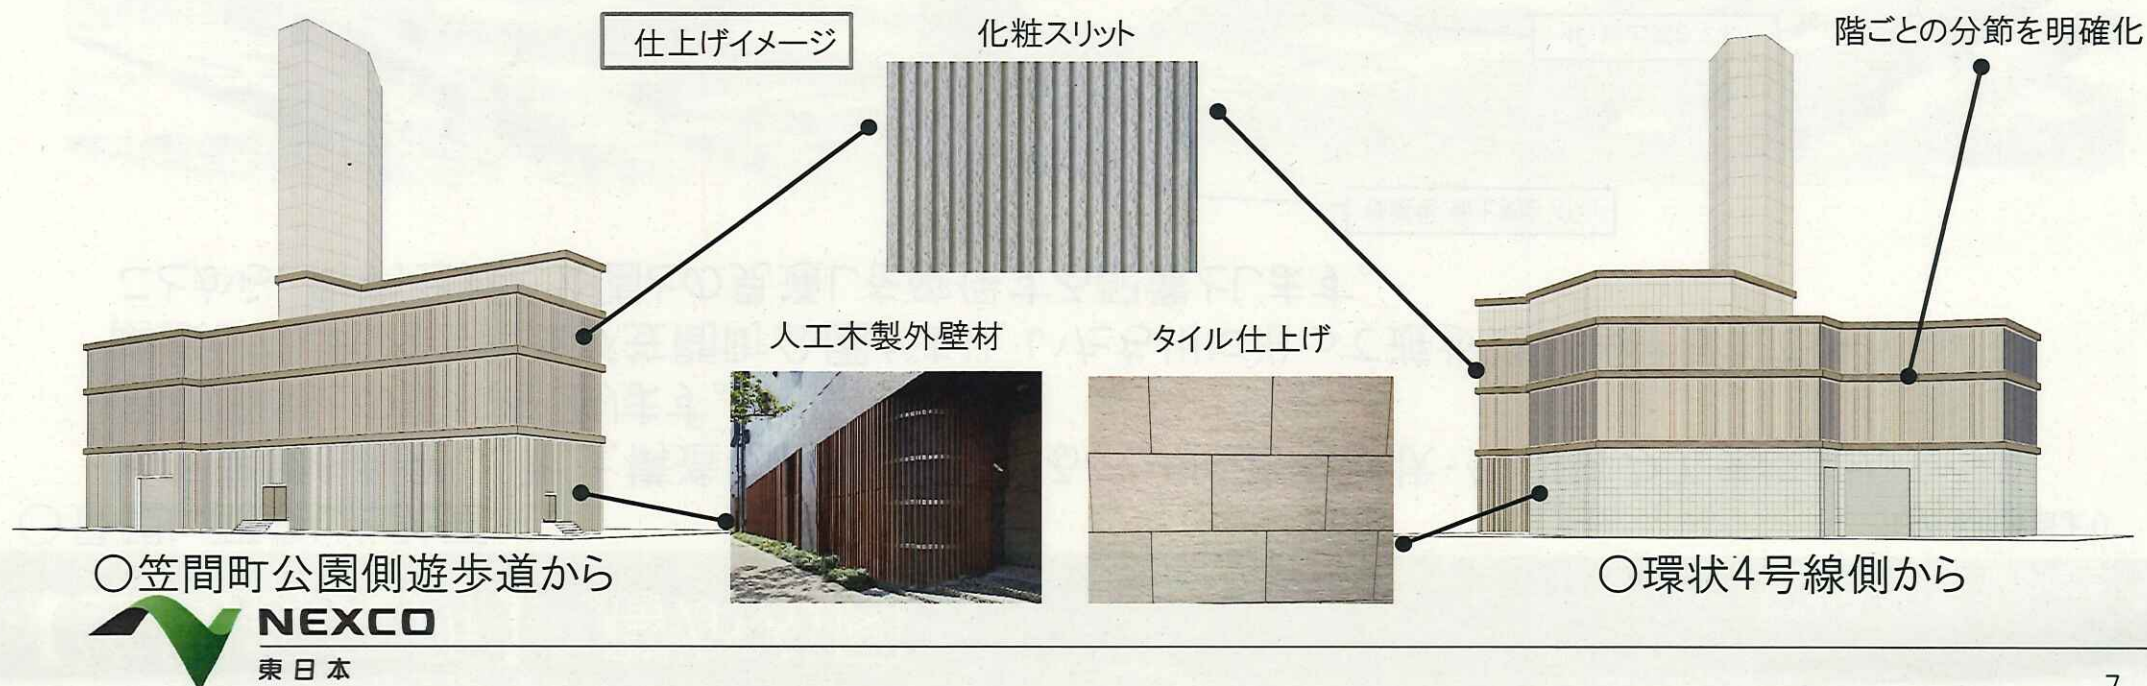 仕上げイメージ
化粧スリット
階ごとの分節を明確化
人工木製外壁材
タイル仕上げ
○笠間町公園側遊歩道から
○環状4号線側から
NEXCO
東日本
7